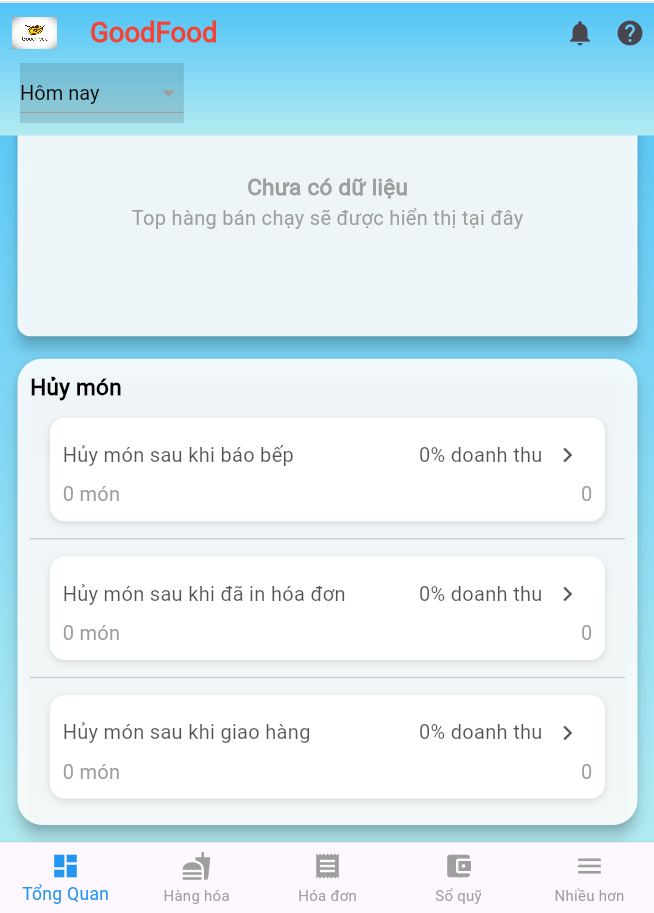 GoodFood
Hôm nay
Chưa có dữ liệu
Top hàng bán chạy sẽ được hiển thị tại đây
Hủy món
Hủy món sau khi báo bếp 0% doanh thu
0 món 0
Hủy món sau khi đã in hóa đơn 0% doanh thu
0 món 0
Hủy món sau khi giao hàng 0% doanh thu
0 món 0
Tổng Quan Hàng hóa Hóa đơn Sổ quỹ Nhiều hơn